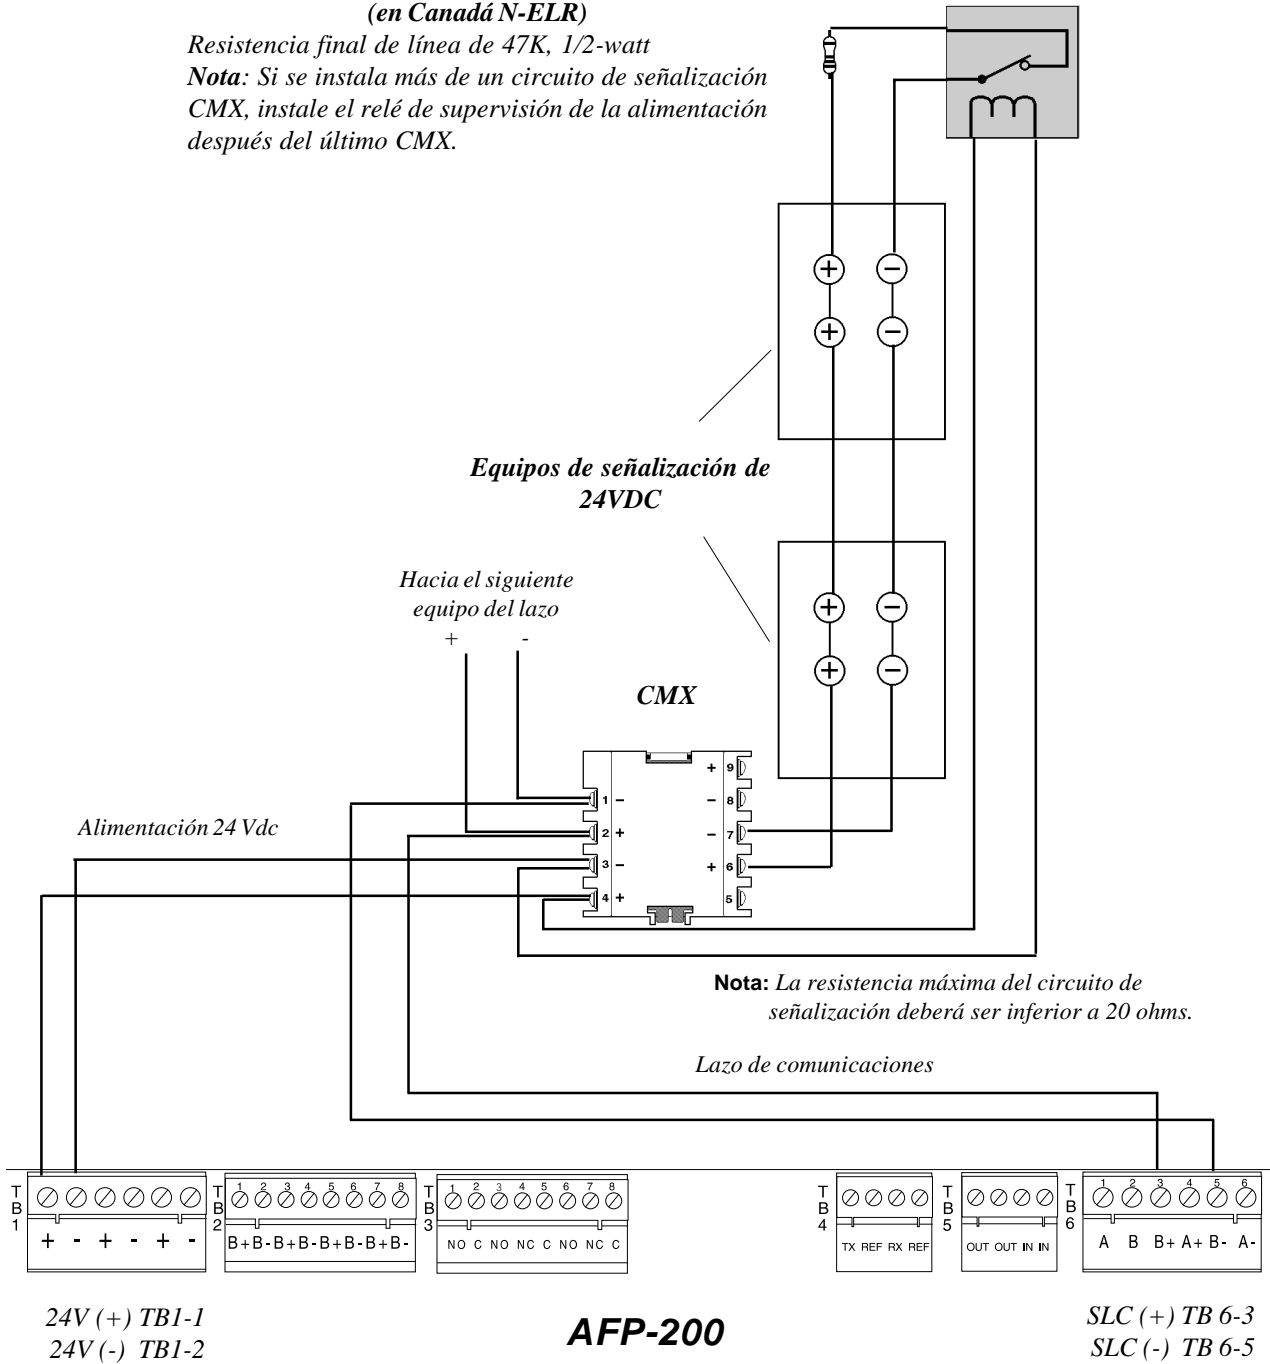 (en Canadá N-ELR)
Resistencia final de línea de 47K, 1/2-watt
Nota: Si se instala más de un circuito de señalización
CMX, instale el relé de supervisión de la alimentación
después del último CMX.
+ -
+ -
Equipos de señalización de
24VDC
Hacia el siguiente
equipo del lazo
+ -
+ -
+ -
CMX
+ 9
1 - - 8
2 + - 7
3 - + 6
4 + 5
Alimentación 24 Vdc
Nota: La resistencia máxima del circuito de
señalización deberá ser inferior a 20 ohms.
Lazo de comunicaciones
TB1
+ - + - + -
TB2
1 2 3 4 5 6 7 8
B+ B- B+ B- B+ B- B+ B-
TB3
1 2 3 4 5 6 7 8
NO C NO NC C NO NC C
TB4
TX REF RX REF
TB5
OUT OUT IN IN
TB6
1 2 3 4 5 6
A B B+ A+ B- A-
24V (+) TB1-1
24V (-) TB1-2
AFP-200
SLC (+) TB 6-3
SLC (-) TB 6-5